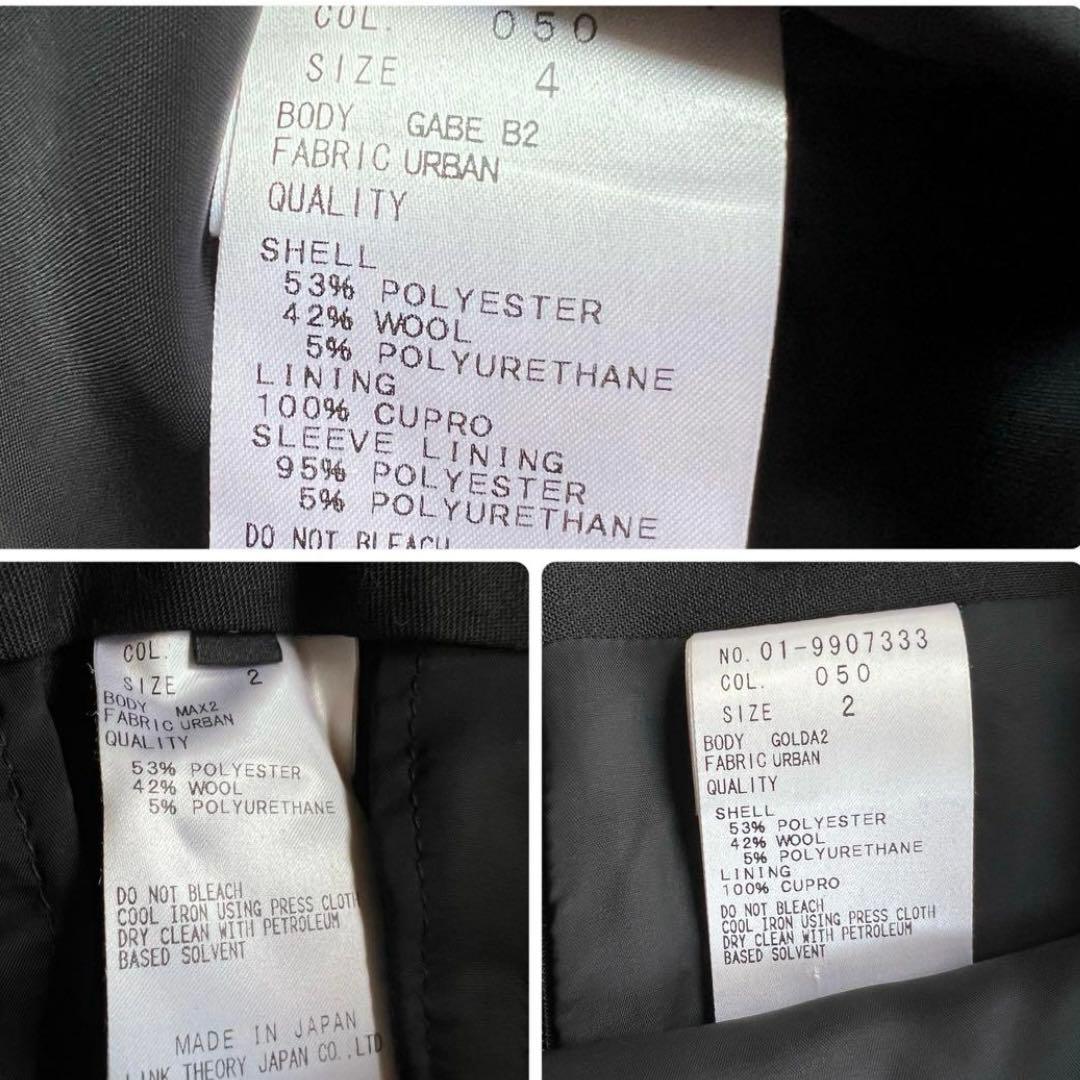 COL. 050
SIZE 4
BODY GABE B2
FABRIC URBAN
QUALITY
SHELL
53% POLYESTER
42% WOOL
5% POLYURETHANE
LINING
100% CUPRO
SLEEVE LINING
95% POLYESTER
5% POLYURETHANE
DO NOT BLEACH
COL.
SIZE 2
BODY MAX2
FABRIC URBAN
QUALITY
53% POLYESTER
42% WOOL
5% POLYURETHANE
DO NOT BLEACH
COOL IRON USING PRESS CLOTH
DRY CLEAN WITH PETROLEUM
BASED SOLVENT
MADE IN JAPAN
LINK THEORY JAPAN CO.,LTD
NO. 01-9907333
COL. 050
SIZE 2
BODY GOLDA2
FABRIC URBAN
QUALITY
SHELL
53% POLYESTER
42% WOOL
5% POLYURETHANE
LINING
100% CUPRO
DO NOT BLEACH
COOL IRON USING PRESS CLOTH
DRY CLEAN WITH PETROLEUM
BASED SOLVENT